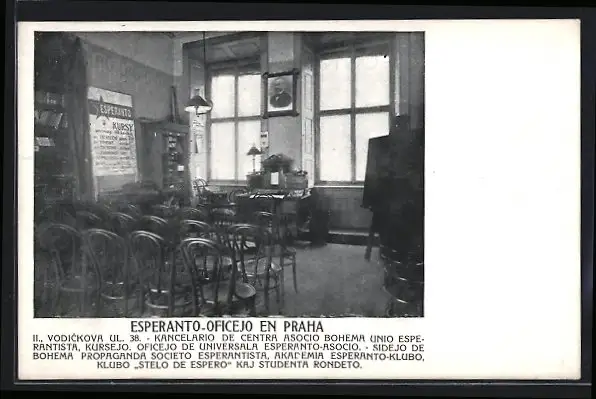 ESPERANTO
KURSY
ESPERANTO-OFICEJO EN PRAHA
II., VODIČKOVA UL. 38. - KANCELARIO DE CENTRA ASOCIO BOHEMA UNIO ESPE-
RANTISTA, KURSEJO. OFICEJO DE UNIVERSALA ESPERANTO-ASOCIO. - SIDEJO DE
BOHEMA PROPAGANDA SOCIETO ESPERANTISTA, AKADEMIA ESPERANTO-KLUBO,
KLUBO „STELO DE ESPERO" KAJ STUDENTA RONDETO.